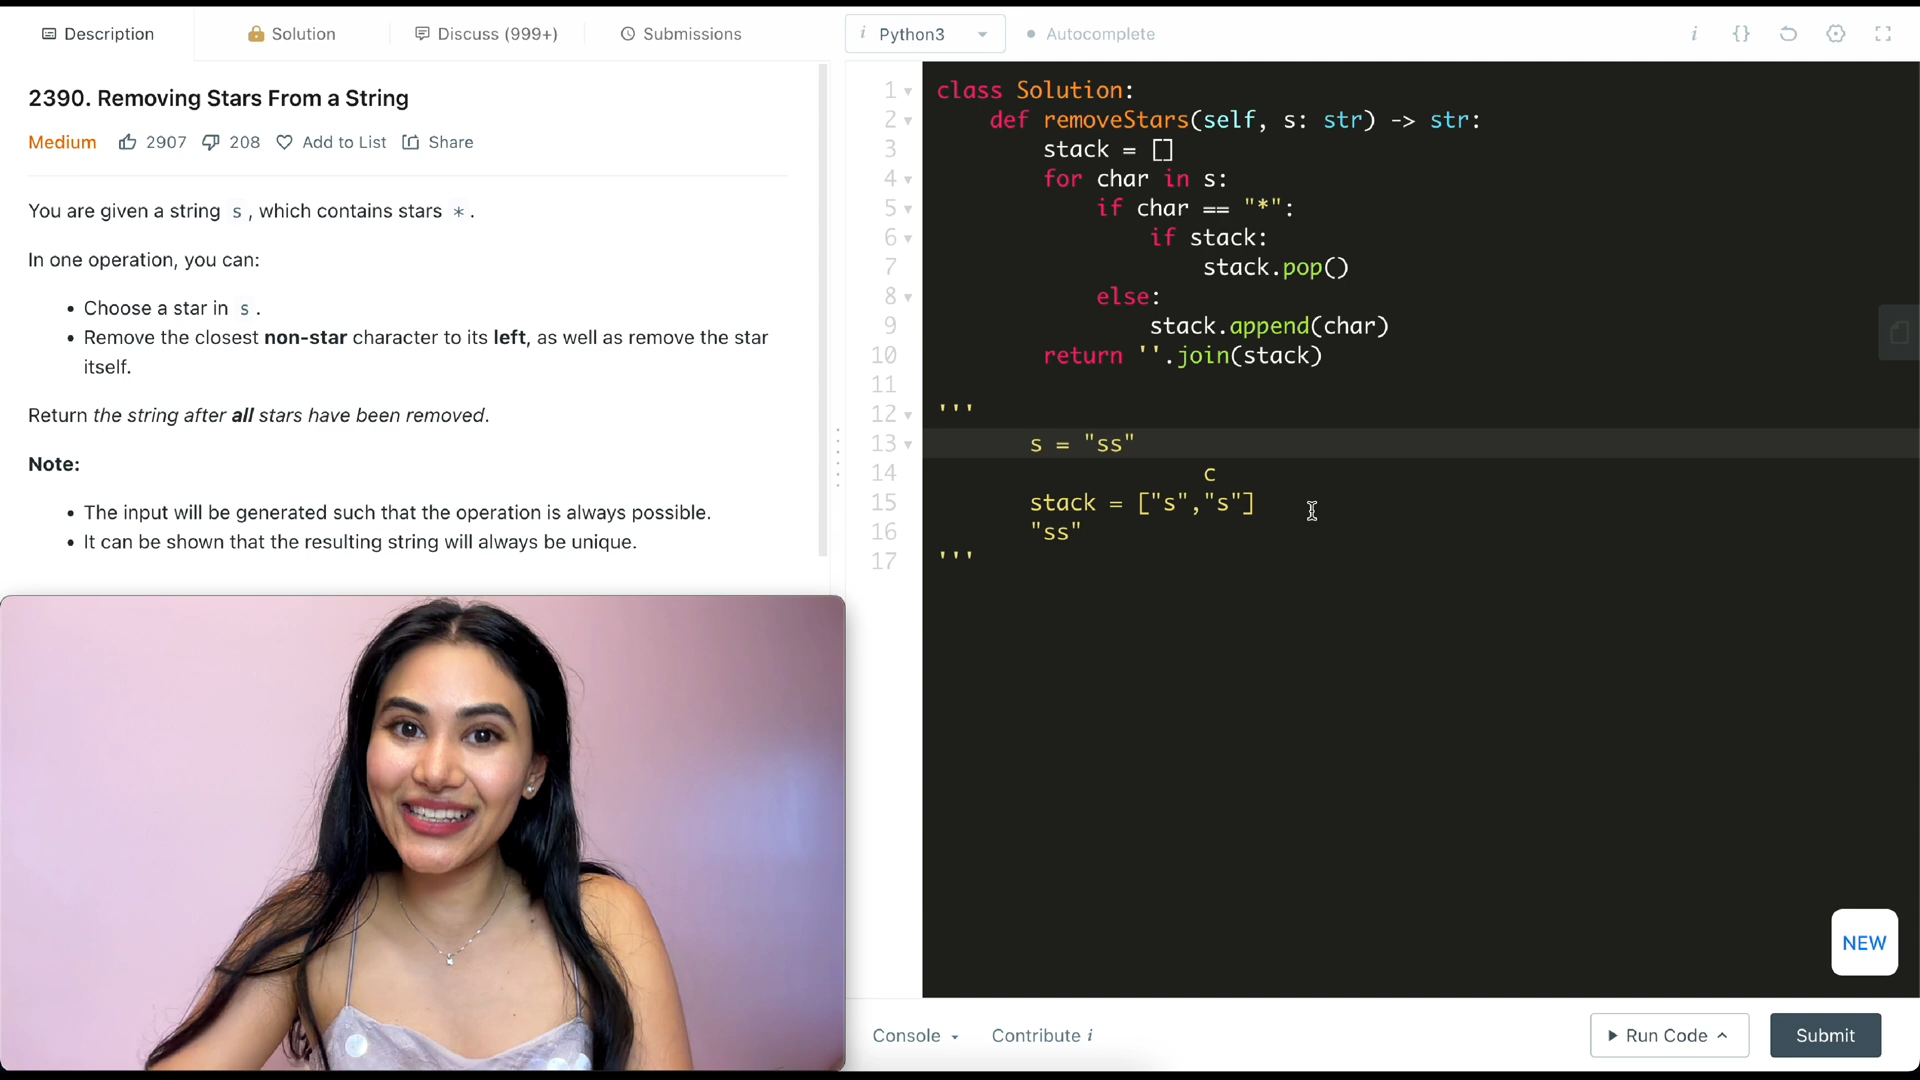 Description
Solution
Discuss (999+)
Submissions
2390. Removing Stars From a String
Medium 2907 208 Add to List Share
You are given a string s, which contains stars *.
In one operation, you can:
• Choose a star in s.
• Remove the closest non-star character to its left, as well as remove the star
itself.
Return the string after all stars have been removed.
Note:
• The input will be generated such that the operation is always possible.
• It can be shown that the resulting string will always be unique.
i Python3
Autocomplete
i {}
1 class Solution:
2 def removeStars(self, s: str) -> str:
3 stack = []
4 for char in s:
5 if char == "*":
6 if stack:
7 stack.pop()
8 else:
9 stack.append(char)
10 return ''.join(stack)
11
12 '''
13 s = "ss"
14 c
15 stack = ["s","s"]
16 "ss"
17 '''
NEW
Console
Contribute i
Run Code
Submit